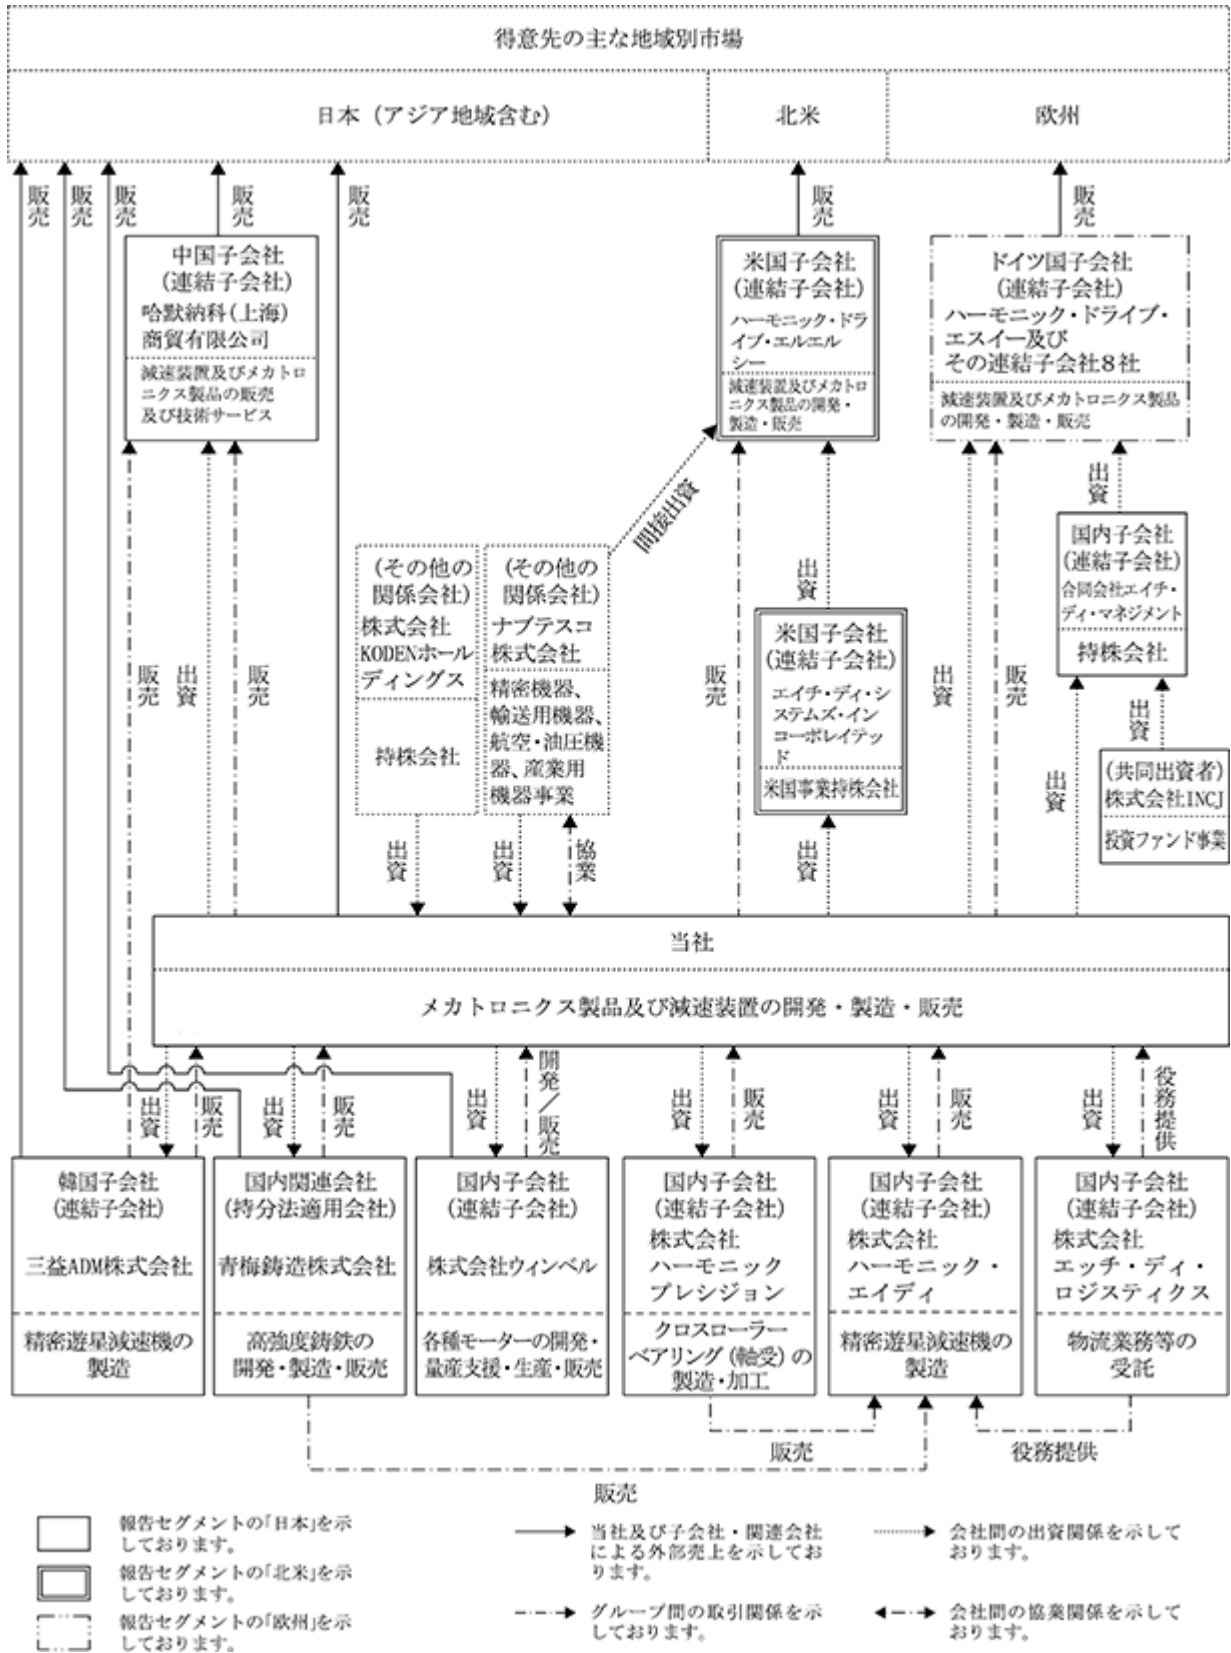 得意先の主な地域別市場
日本（アジア地域含む）
北米
欧州
販売
販売
販売
販売
販売
販売
販売
中国子会社
(連結子会社)
哈默納科(上海)
商貿有限公司
減速装置及びメカトロ
ニクス製品の販売
及び技術サービス
米国子会社
(連結子会社)
ハーモニック・ドラ
イブ・エルエル
シー
減速装置及びメカトロ
ニクス製品の開発・
製造・販売
ドイツ国子会社
(連結子会社)
ハーモニック・ドライブ・
エスイー及び
その連結子会社８社
減速装置及びメカトロニクス製品
の開発・製造・販売
間接出資
出資
出資
国内子会社
(連結子会社)
合同会社エイチ・
ディ・マネジメント
持株会社
(その他の
関係会社)
株式会社
KODENホール
ディングス
持株会社
(その他の
関係会社)
ナブテスコ
株式会社
精密機器、
輸送用機器、
航空・油圧機
器、産業用
機器事業
米国子会社
(連結子会社)
エイチ・ディ・シ
ステムズ・イン
コーポレイテッ
ド
米国事業持株会社
販売
出資
販売
販売
出資
販売
出資
出資
(共同出資者)
株式会社INCJ
投資ファンド事業
出資
出資
協業
出資
当社
メカトロニクス製品及び減速装置の開発・製造・販売
出資
販売
出資
販売
出資
開発／販売
出資
販売
出資
販売
出資
役務提供
韓国子会社
(連結子会社)
三益ADM株式会社
精密遊星減速機の
製造
国内関連会社
(持分法適用会社)
青梅鋳造株式会社
高強度鋳鉄の
開発・製造・販売
国内子会社
(連結子会社)
株式会社ウィンベル
各種モーターの開発・
量産支援・生産・販売
国内子会社
(連結子会社)
株式会社
ハーモニック
プレシジョン
クロスローラー
ベアリング(軸受)の
製造・加工
国内子会社
(連結子会社)
株式会社
ハーモニック・
エイディ
精密遊星減速機の
製造
国内子会社
(連結子会社)
株式会社
エッチ・ディ・
ロジスティクス
物流業務等の
受託
販売
役務提供
販売
報告セグメントの「日本」を示
しております。
報告セグメントの「北米」を示
しております。
報告セグメントの「欧州」を示
しております。
当社及び子会社・関連会社
による外部売上を示してお
ります。
グループ間の取引関係を示
しております。
会社間の出資関係を示して
おります。
会社間の協業関係を示して
おります。